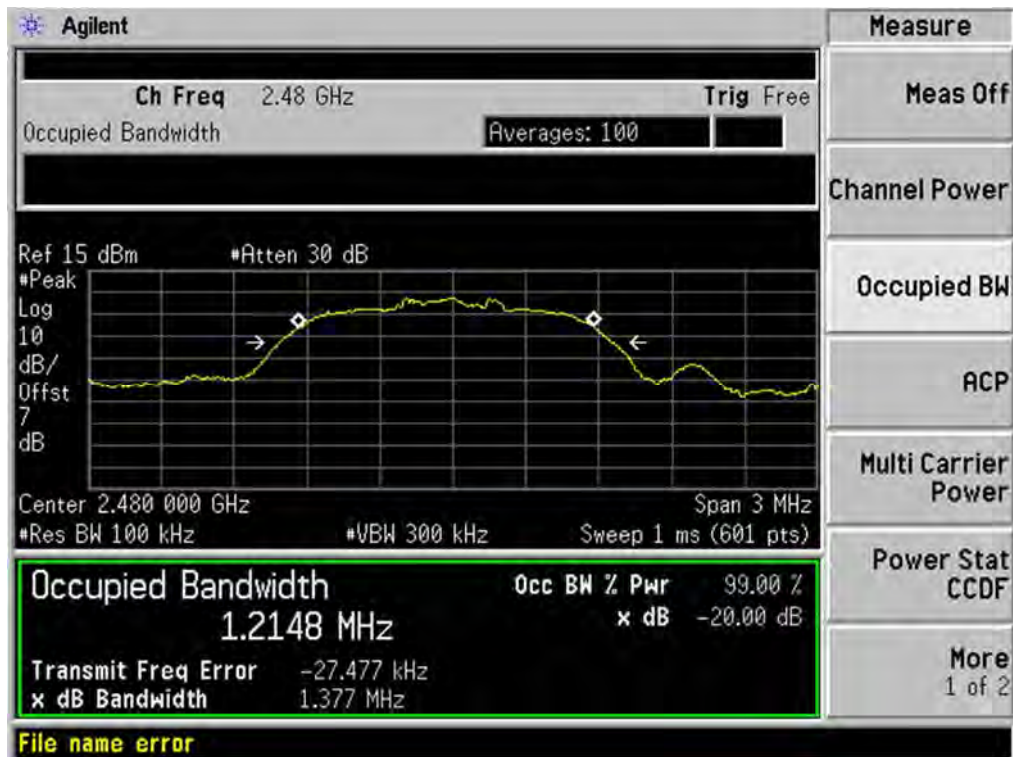 Agilent
Measure
Ch Freq 2.48 GHz
Trig Free
Occupied Bandwidth
Averages: 100
Ref 15 dBm
#Atten 30 dB
#Peak
Log
10
dB/
Offst
7
dB
Center 2.480 000 GHz
Span 3 MHz
#Res BW 100 kHz
#VBW 300 kHz
Sweep 1 ms (601 pts)
Occupied Bandwidth
1.2148 MHz
Occ BW % Pwr 99.00 %
x dB -20.00 dB
Transmit Freq Error -27.477 kHz
x dB Bandwidth 1.377 MHz
File name error
Meas Off
Channel Power
Occupied BW
ACP
Multi Carrier
Power
Power Stat
CCDF
More
1 of 2